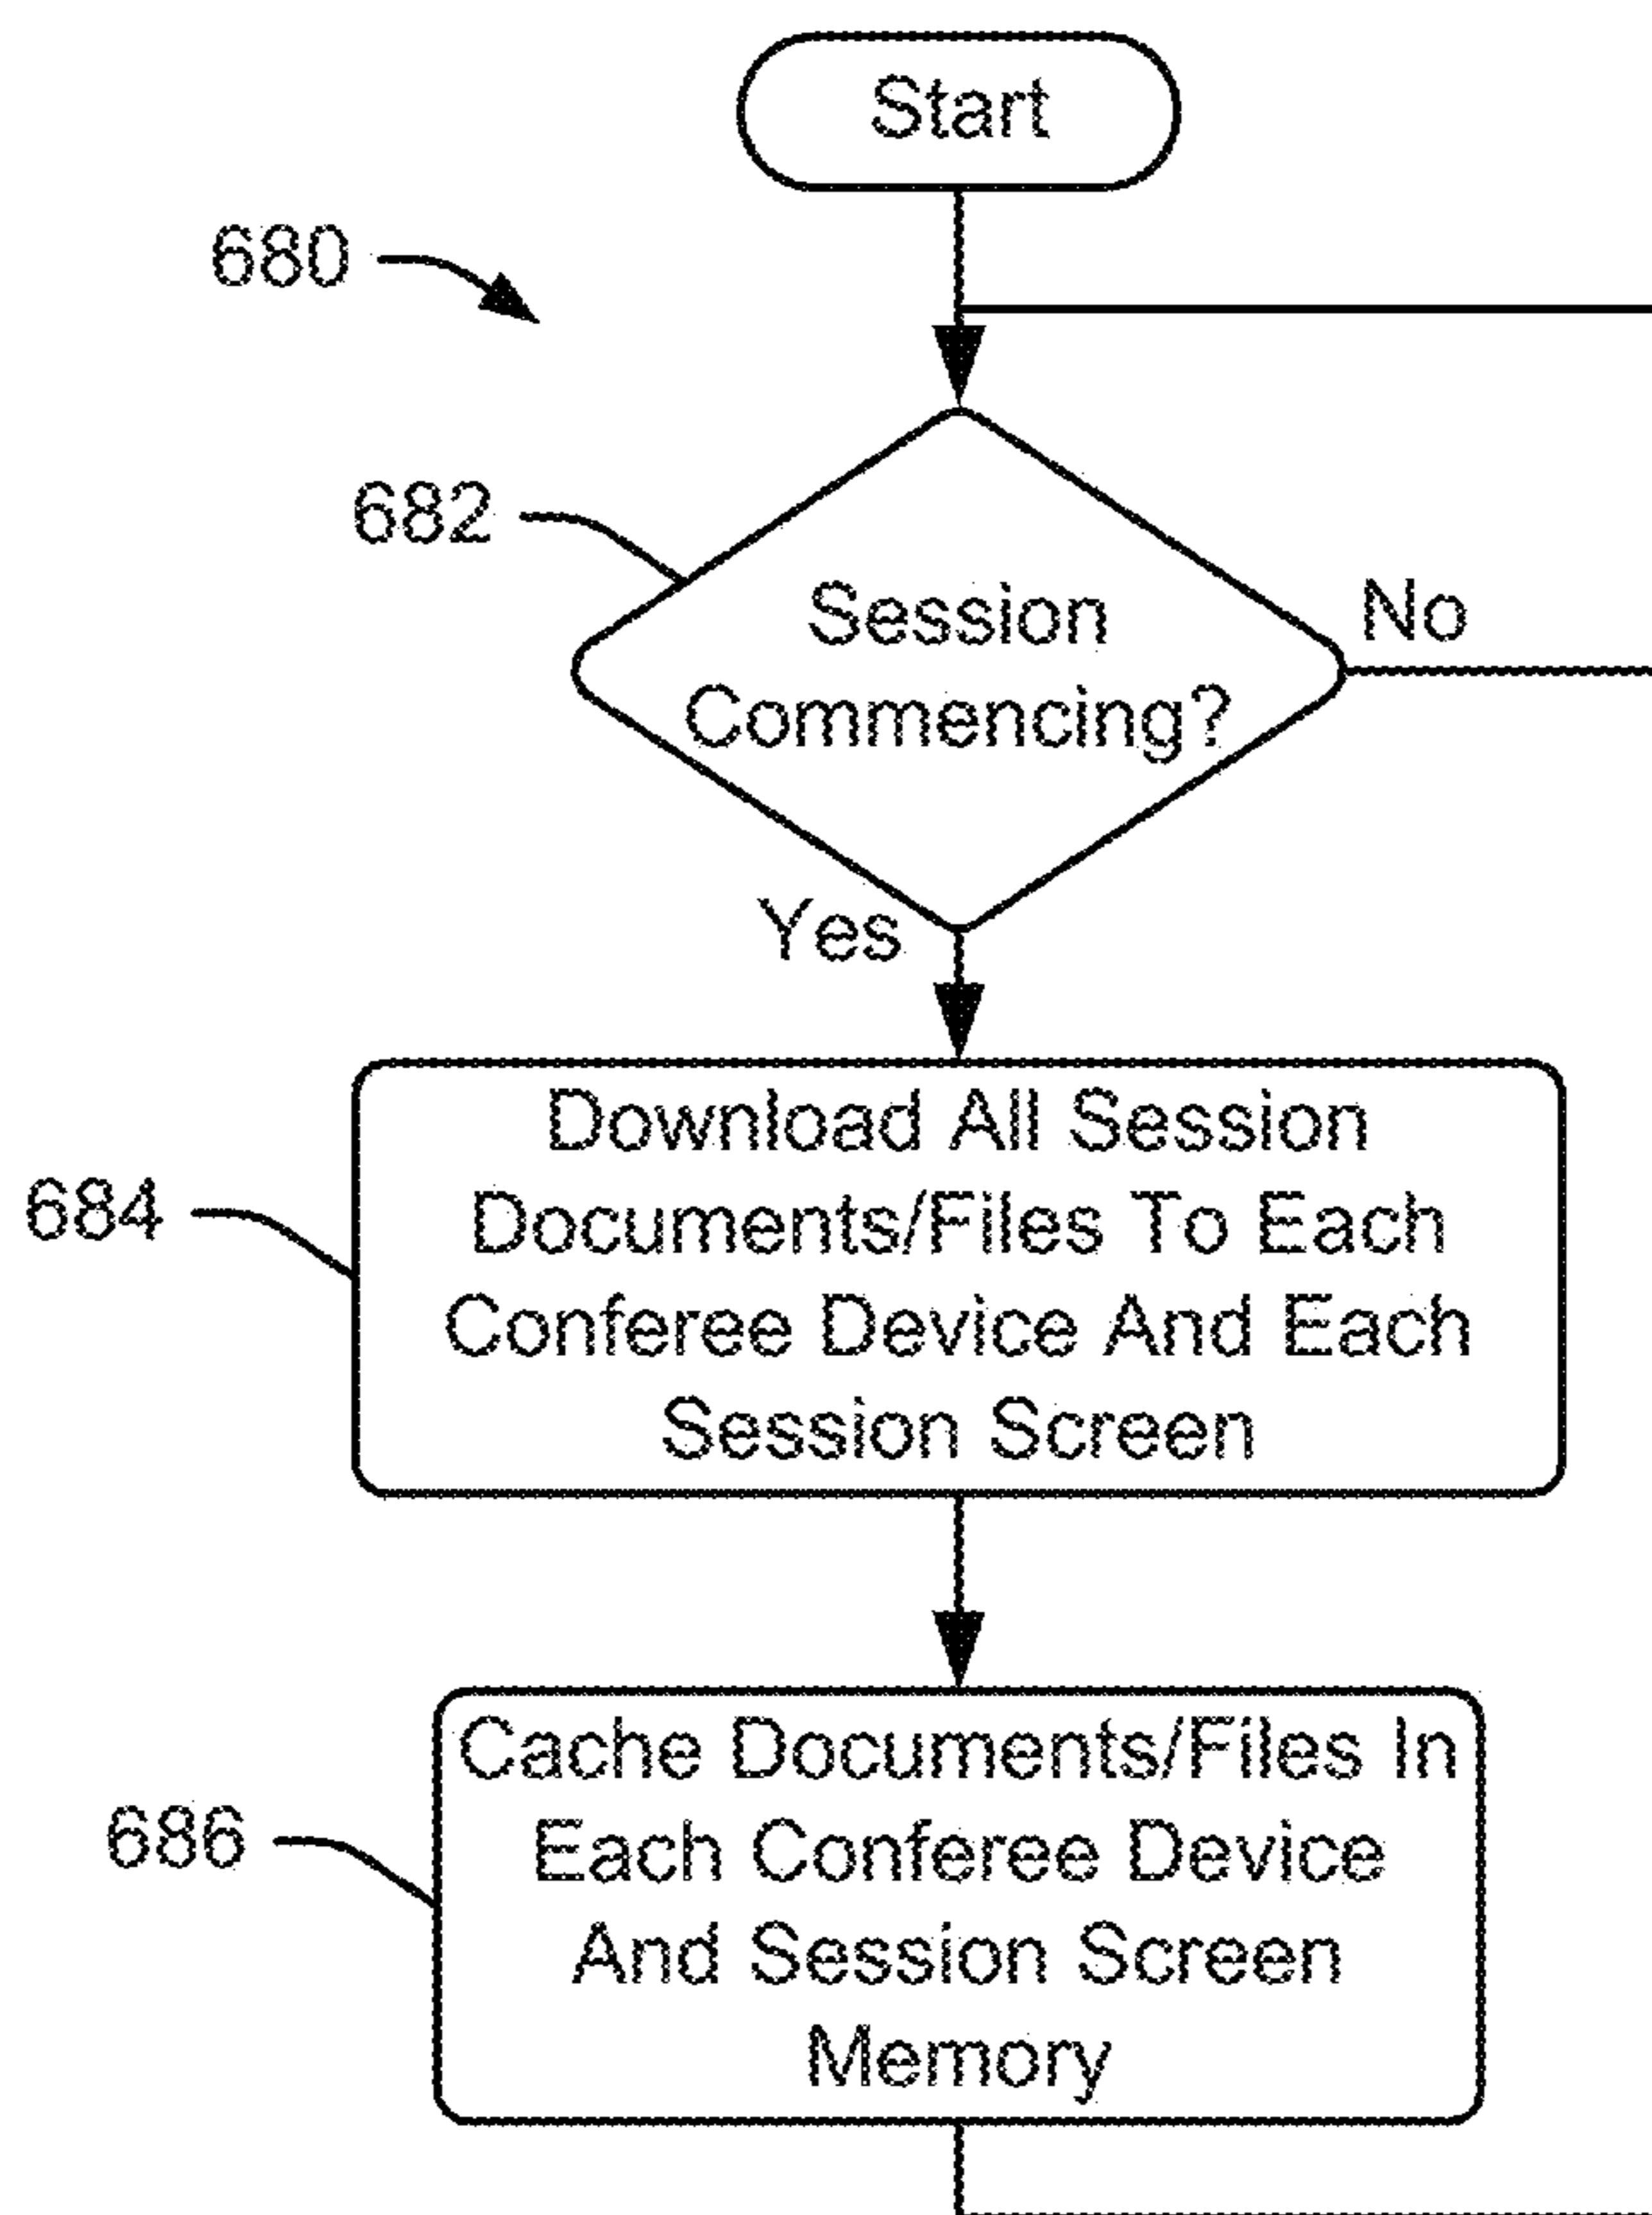 Start
680
682
Session
Commencing?
No
Yes
684
Download All Session
Documents/Files To Each
Conferee Device And Each
Session Screen
686
Cache Documents/Files In
Each Conferee Device
And Session Screen
Memory